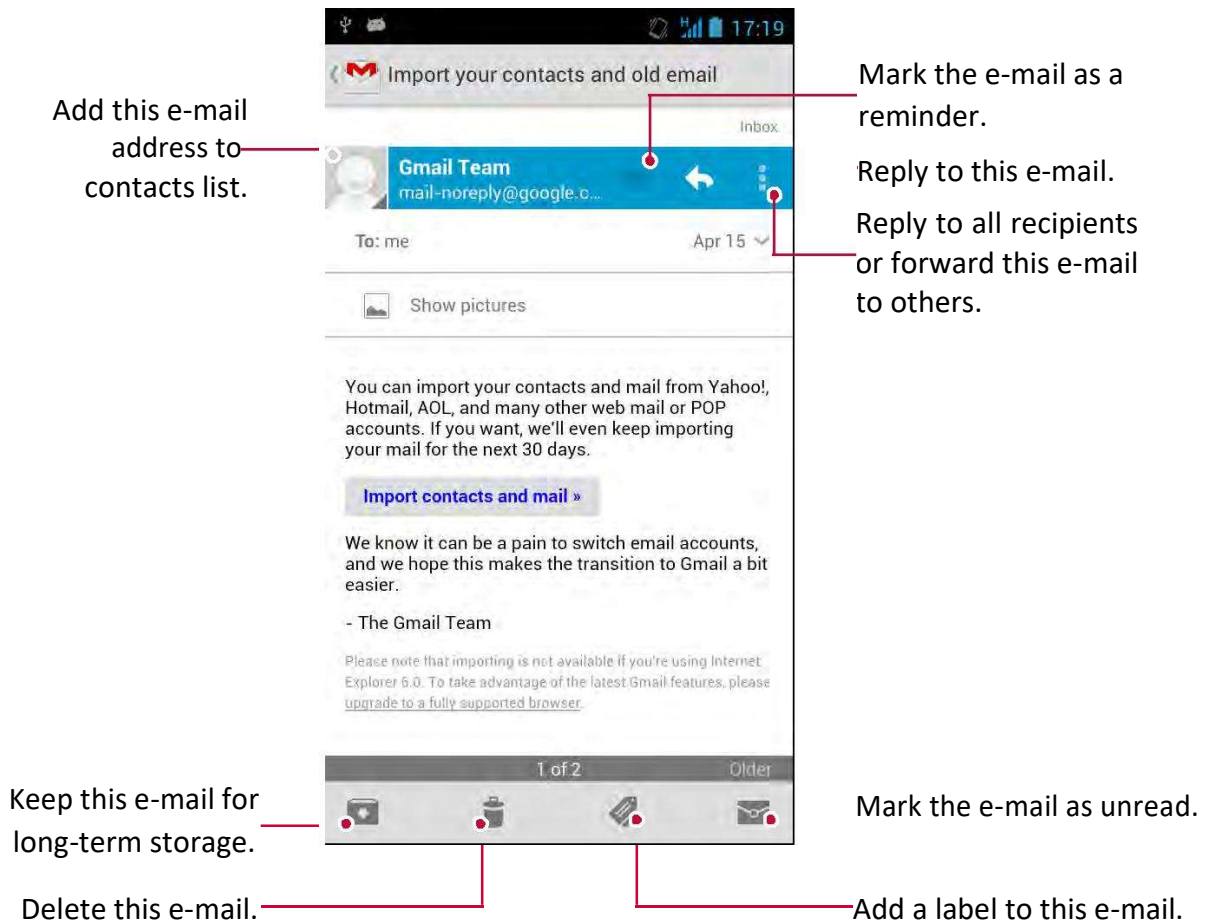 17:19
Import your contacts and old email
Mark the e-mail as a
reminder.
Add this e-mail
address to
contacts list.
Inbox
Gmail Team
mail-noreply@google.c...
Reply to this e-mail.
Reply to all recipients
or forward this e-mail
to others.
To: me
Apr 15
Show pictures
You can import your contacts and mail from Yahoo!,
Hotmail, AOL, and many other web mail or POP
accounts. If you want, we'll even keep importing
your mail for the next 30 days.
Import contacts and mail »
We know it can be a pain to switch email accounts,
and we hope this makes the transition to Gmail a bit
easier.
- The Gmail Team
Please note that importing is not available if you're using Internet
Explorer 6.0. To take advantage of the latest Gmail features, please
upgrade to a fully supported browser.
1 of 2
Older
Keep this e-mail for
long-term storage.
Mark the e-mail as unread.
Delete this e-mail.
Add a label to this e-mail.